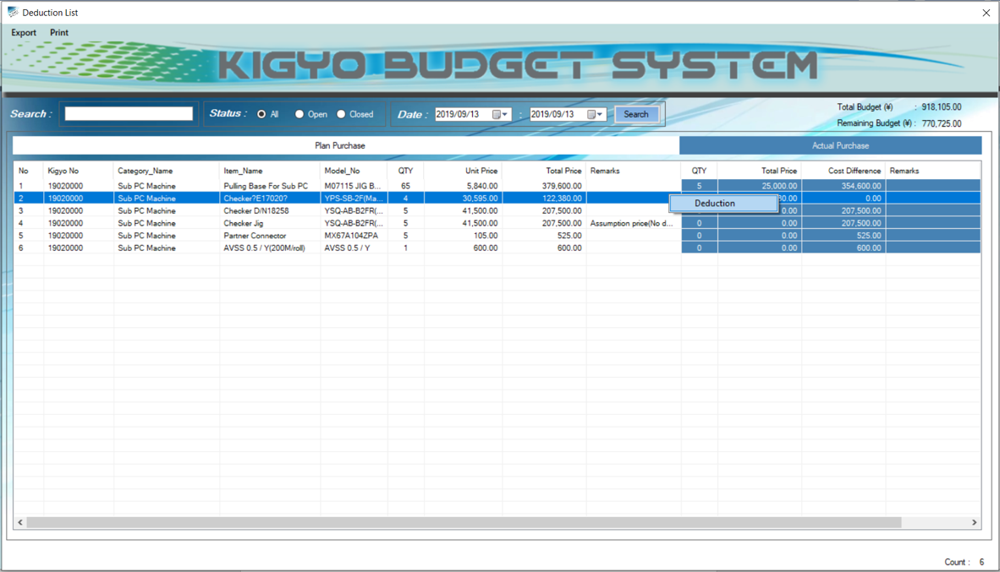 Deduction List
Export Print
KIGYO BUDGET SYSTEM
Search : Status : All Open Closed Date : 2019/09/13 : 2019/09/13 Search
Total Budget (¥) : 918,105.00
Remaining Budget (¥) : 770,725.00
Plan Purchase Actual Purchase
No Kigyo No Category_Name Item_Name Model_No QTY Unit Price Total Price Remarks QTY Total Price Cost Difference Remarks
1 19020000 Sub PC Machine Pulling Base For Sub PC M07115 JIG B... 65 5,840.00 379,600.00 5 25,000.00 354,600.00
2 19020000 Sub PC Machine Checker?E17020? YPS-SB-2F(Ma... 4 30,595.00 122,380.00 80.00 0.00
Deduction
3 19020000 Sub PC Machine Checker D/N18258 YSQ-AB-B2FR(... 5 41,500.00 207,500.00 0.00 207,500.00
4 19020000 Sub PC Machine Checker Jig YSQ-AB-B2FR(... 5 41,500.00 207,500.00 Assumption price(No d... 0 0.00 207,500.00
5 19020000 Sub PC Machine Partner Connector MX67A104ZPA 5 105.00 525.00 0 0.00 525.00
6 19020000 Sub PC Machine AVSS 0.5 / Y(200M/roll) AVSS 0.5 / Y 1 600.00 600.00 0 0.00 600.00
Count : 6